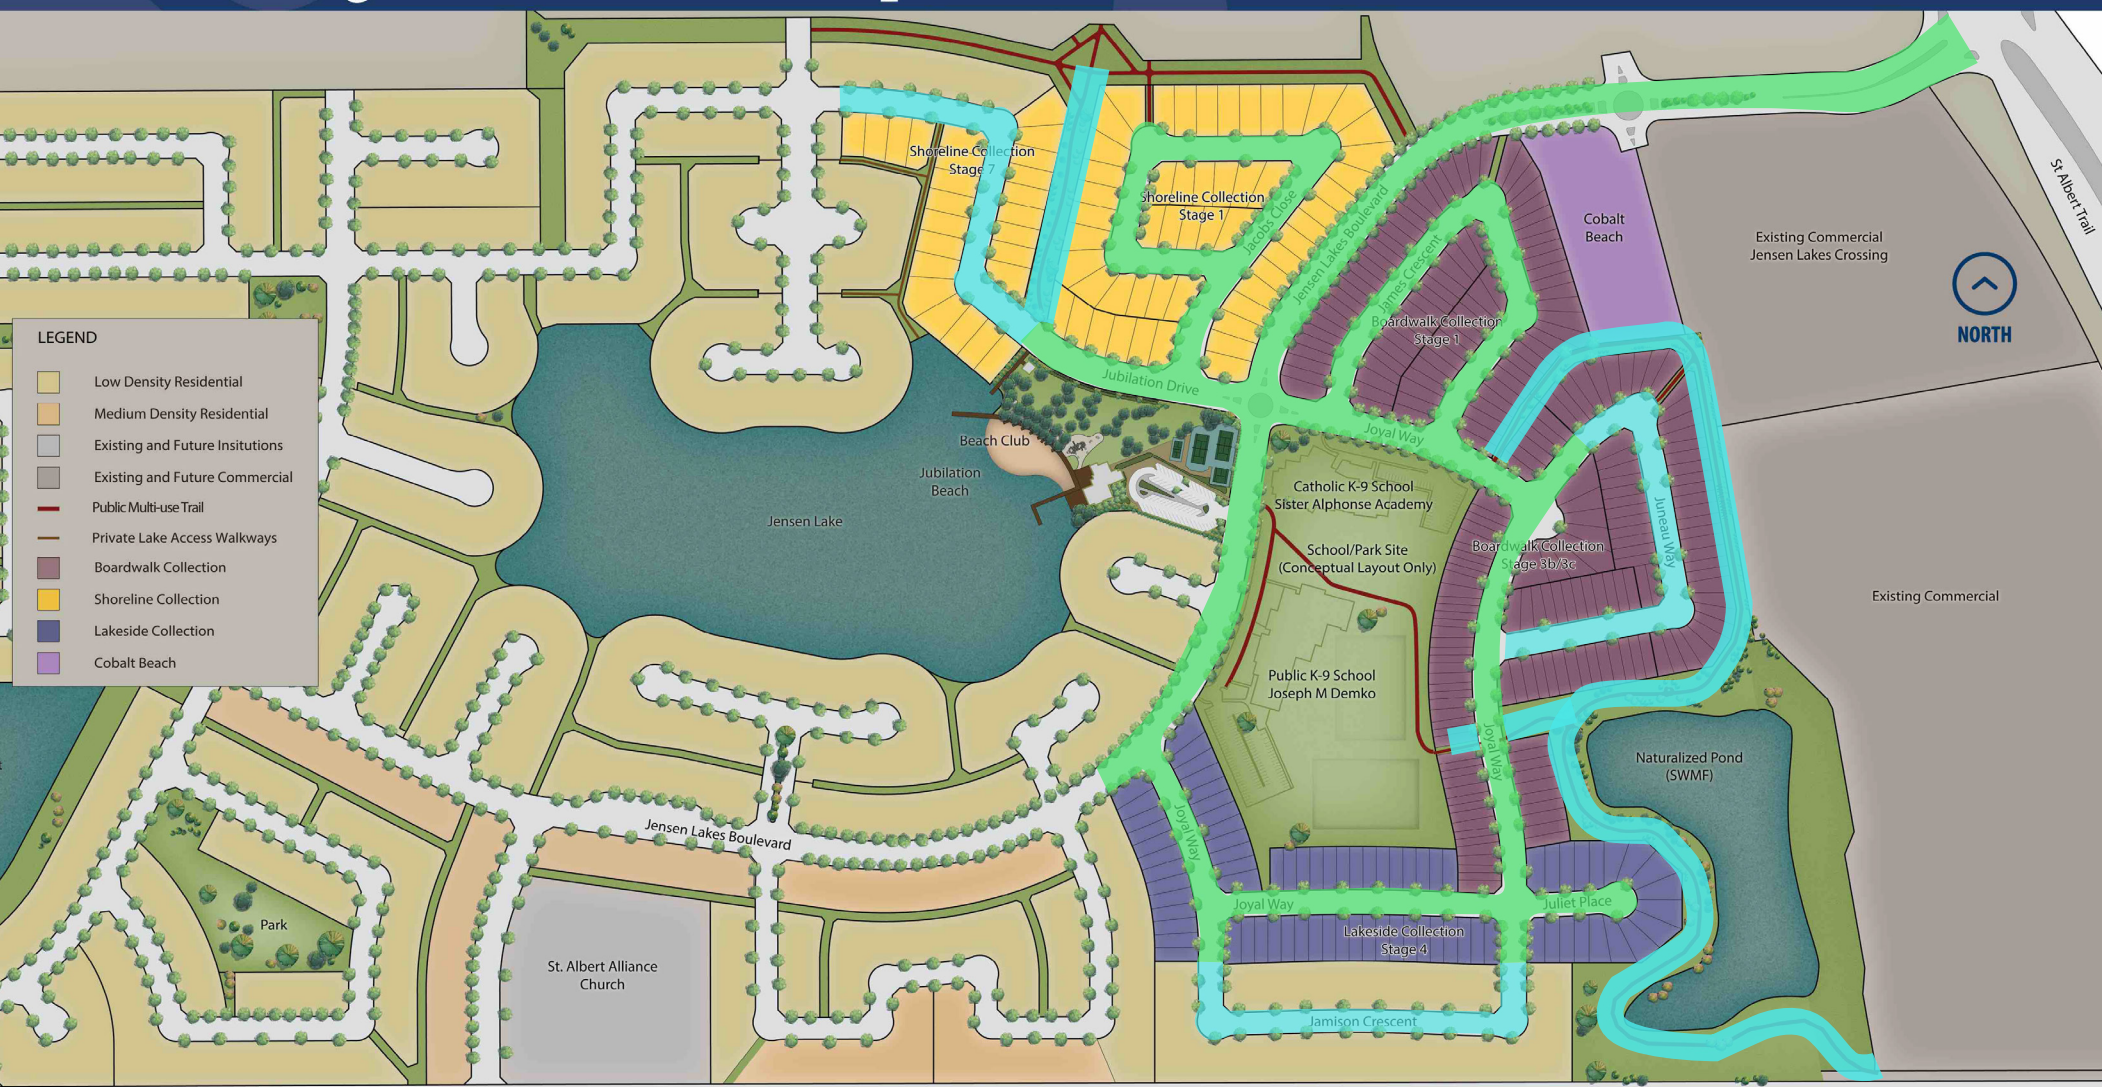 Shoreline Collection
Stage 7
Shoreline Collection
Stage 1
Jacobs Close
Jensen Lakes Boulevard
James Crescent
Boardwalk Collection
Stage 1
Cobalt
Beach
Existing Commercial
Jensen Lakes Crossing
St Albert Trail
NORTH
LEGEND
Low Density Residential
Medium Density Residential
Existing and Future Insitutions
Existing and Future Commercial
Public Multi-use Trail
Private Lake Access Walkways
Boardwalk Collection
Shoreline Collection
Lakeside Collection
Cobalt Beach
Jubilation Drive
Joyal Way
Beach Club
Jubilation
Beach
Jensen Lake
Catholic K-9 School
Sister Alphonse Academy
School/Park Site
(Conceptual Layout Only)
Boardwalk Collection
Stage 3b/3c
Juneau Way
Existing Commercial
Public K-9 School
Joseph M Demko
Joyal Way
Naturalized Pond
(SWMF)
Jensen Lakes Boulevard
Joyal Way
Joyal Way
Juliet Place
Lakeside Collection
Stage 4
Park
St. Albert Alliance
Church
Jamison Crescent